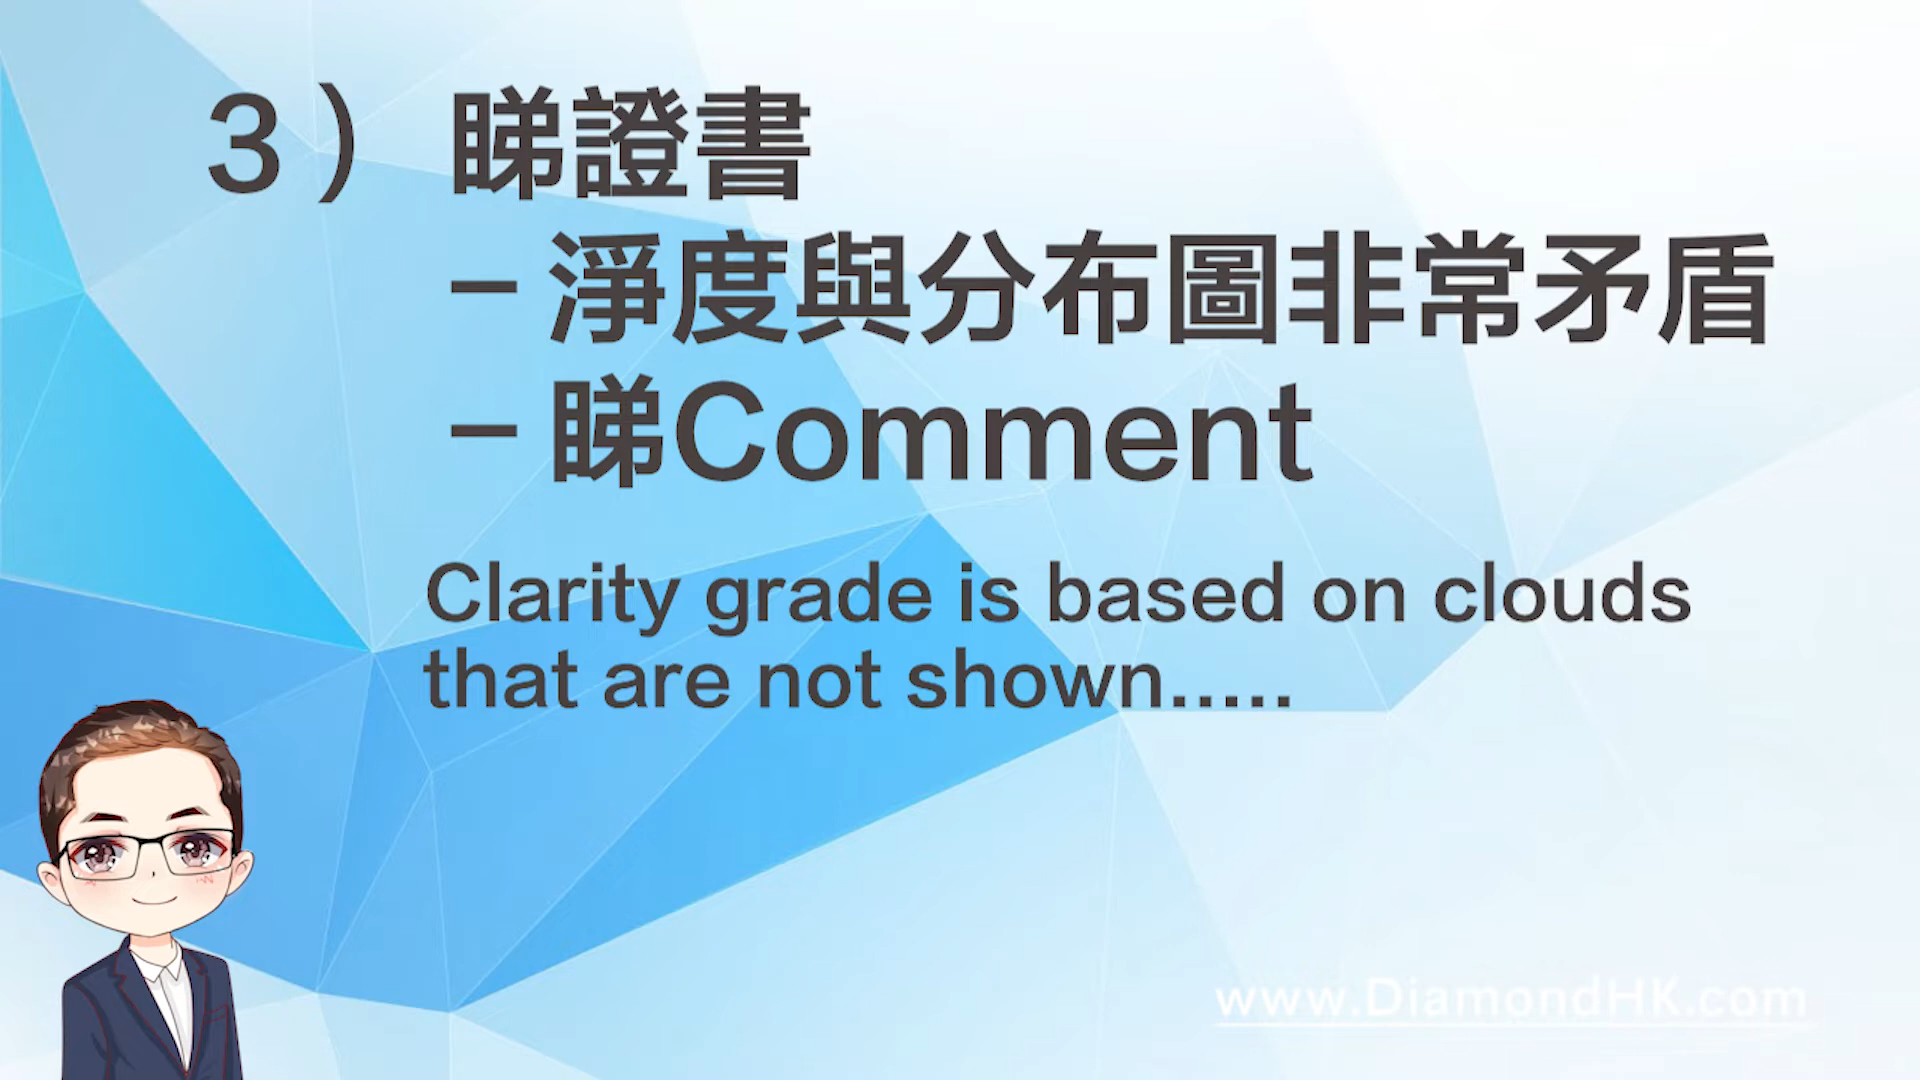 3） 睇證書
－淨度與分布圖非常矛盾
－睇Comment
Clarity grade is based on clouds
that are not shown.....
www.DiamondHK.com